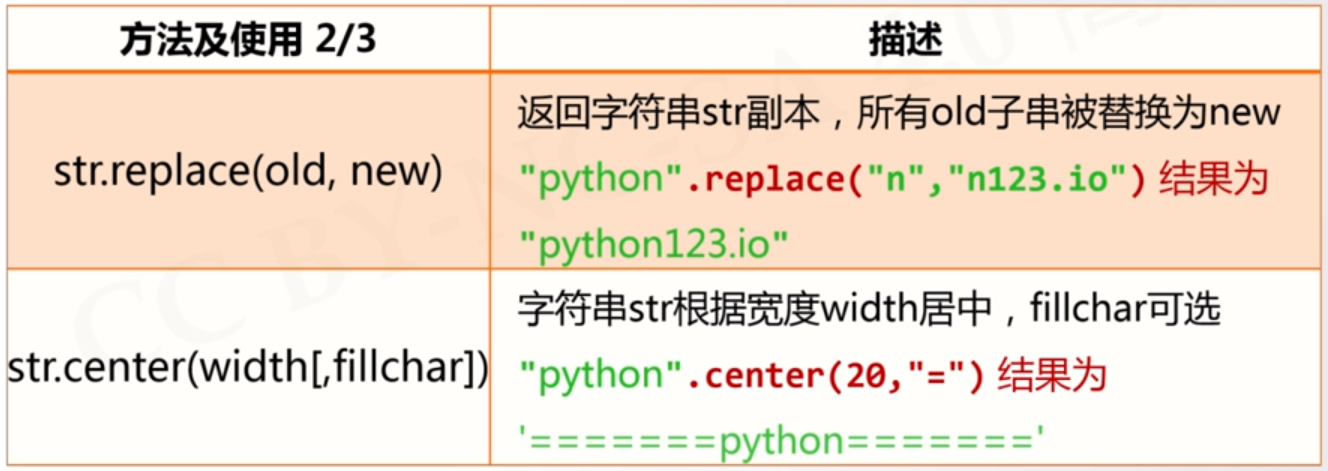 方法及使用 2/3
描述
str.replace(old, new)
返回字符串str副本，所有old子串被替换为new
"python".replace("n","n123.io") 结果为
"python123.io"
str.center(width[,fillchar])
字符串str根据宽度width居中，fillchar可选
"python".center(20,"=") 结果为
'=======python======='
CC BY-NC-SA 4.0 高